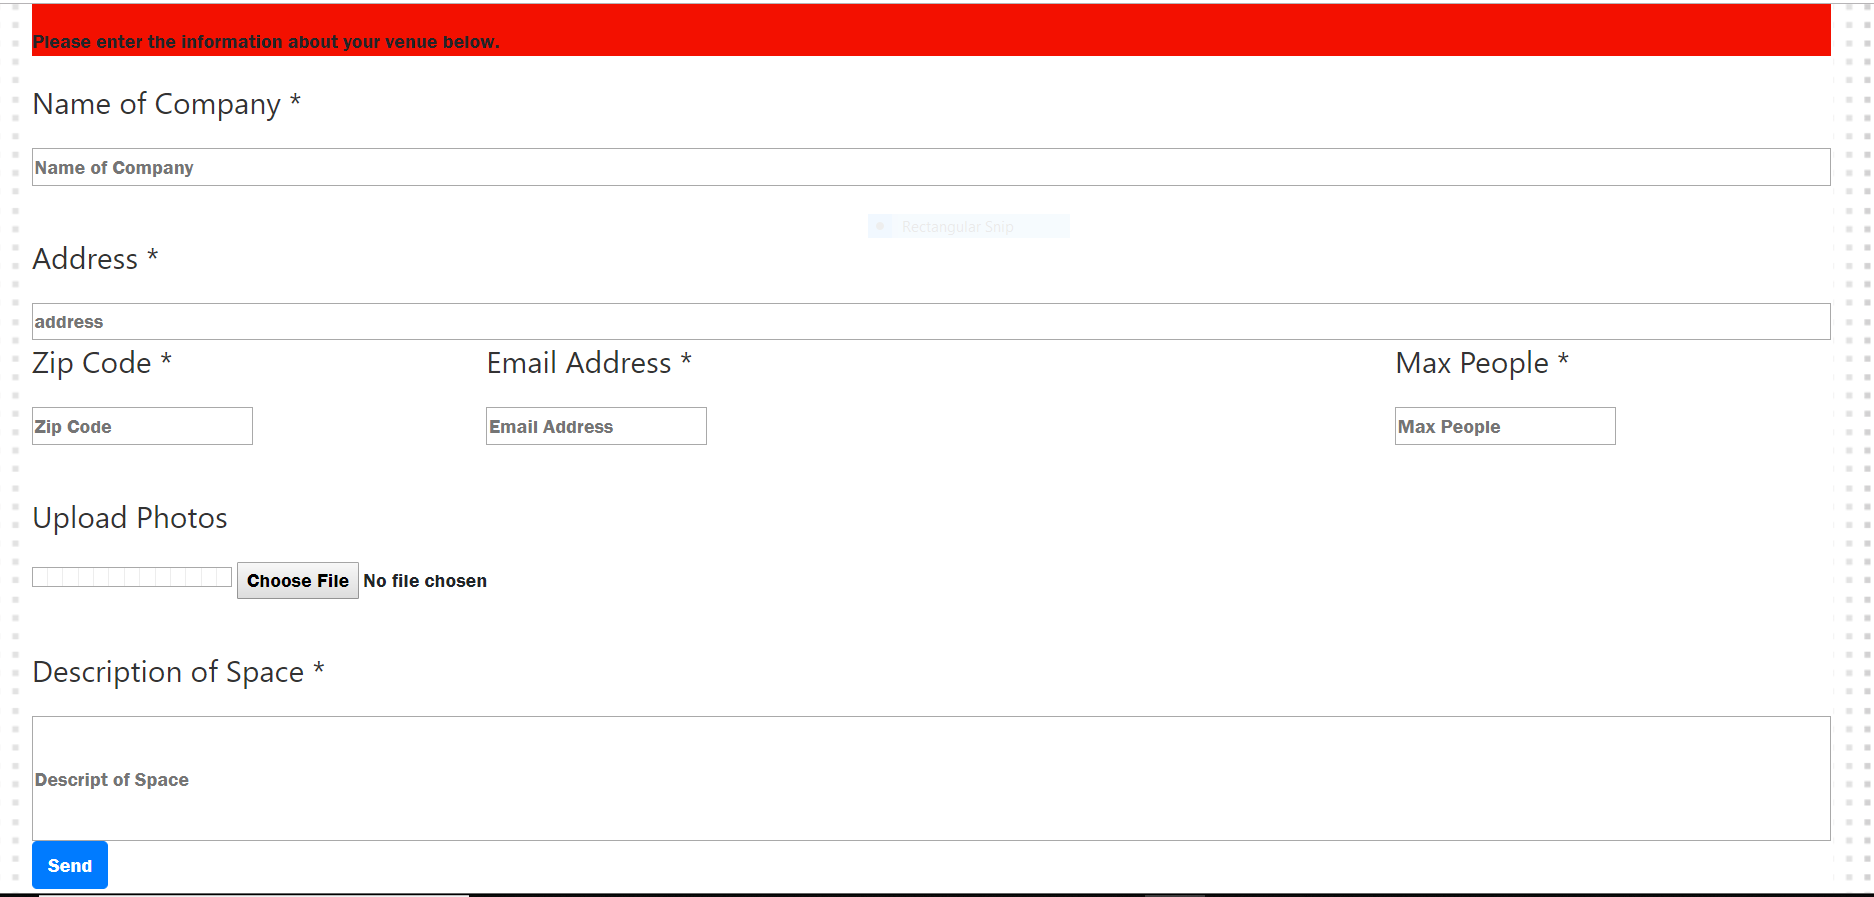 Please enter the information about your venue below.
Name of Company *
Name of Company
Rectangular Snip
Address *
address
Zip Code * Email Address * Max People *
Zip Code Email Address Max People
Upload Photos
Choose File No file chosen
Description of Space *
Descript of Space
Send